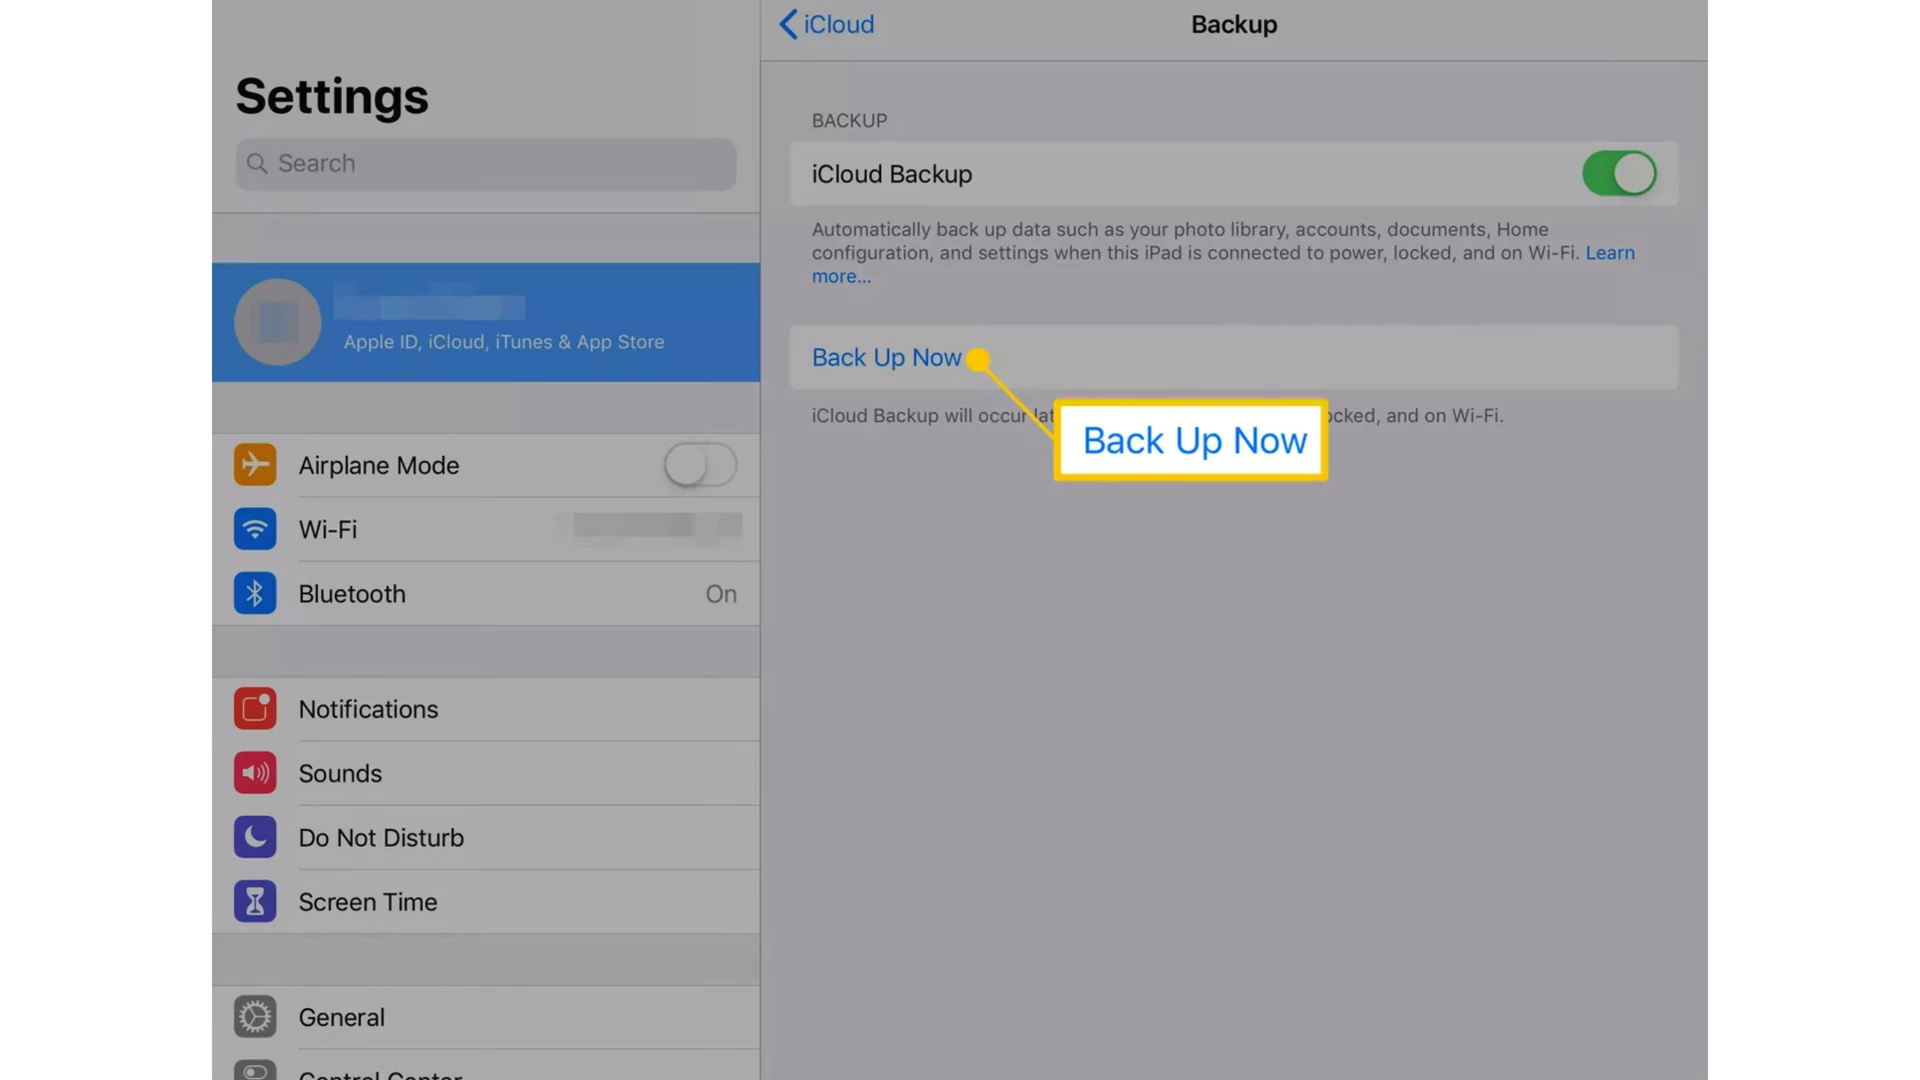 Settings
Search
Apple ID, iCloud, iTunes & App Store
Airplane Mode
Wi-Fi
Bluetooth On
Notifications
Sounds
Do Not Disturb
Screen Time
General
Control Center
iCloud
Backup
BACKUP
iCloud Backup
Automatically back up data such as your photo library, accounts, documents, Home
configuration, and settings when this iPad is connected to power, locked, and on Wi-Fi. Learn
more...
Back Up Now
iCloud Backup will occur
ocked, and on Wi-Fi.
Back Up Now